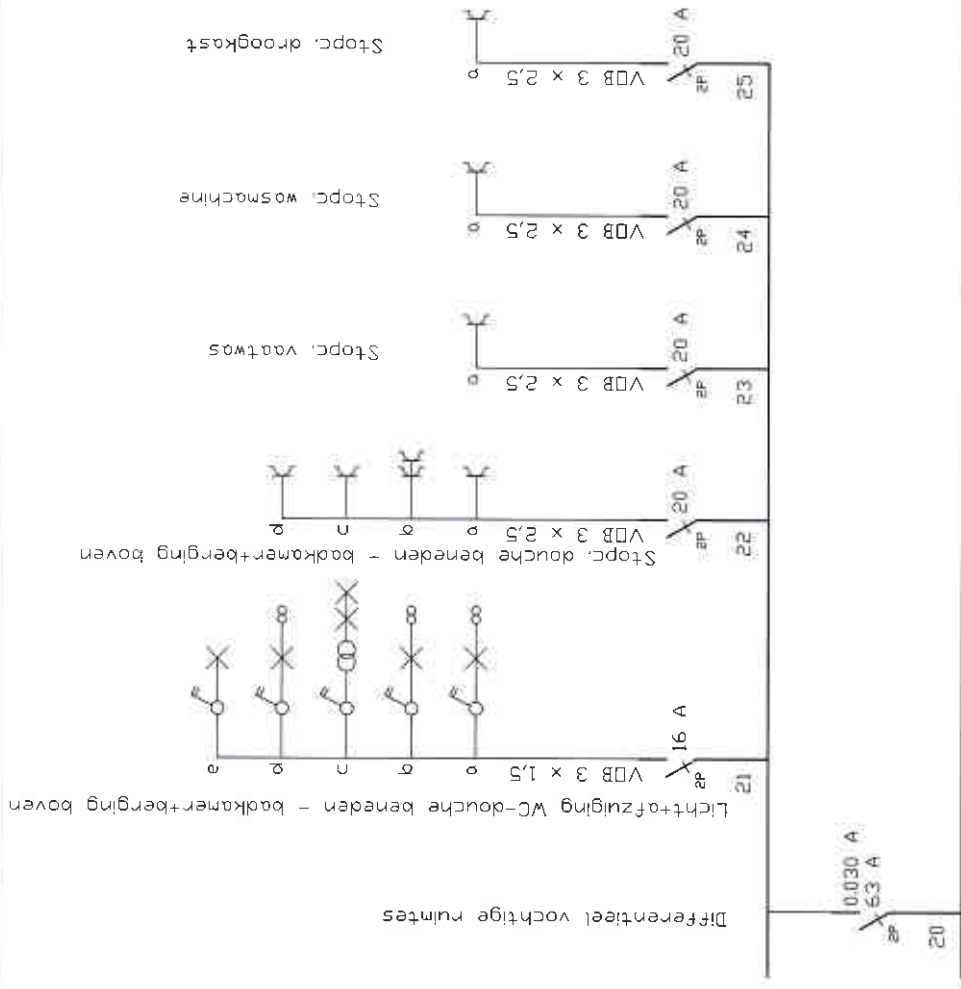 Differentieel vochtige ruimtes
20
2P
0.030 A
63 A
Licht+afzuiging WC-douche beneden - badkamer+berging boven
21
2P
16 A
VOB 3 x 1,5
a
b
c
d
e
Stopc. douche beneden - badkamer+berging boven
22
2P
20 A
VOB 3 x 2,5
a
b
c
d
Stopc. vaatwas
23
2P
20 A
VOB 3 x 2,5
a
Stopc. wasmachine
24
2P
20 A
VOB 3 x 2,5
a
Stopc. droogkast
25
2P
20 A
VOB 3 x 2,5
a